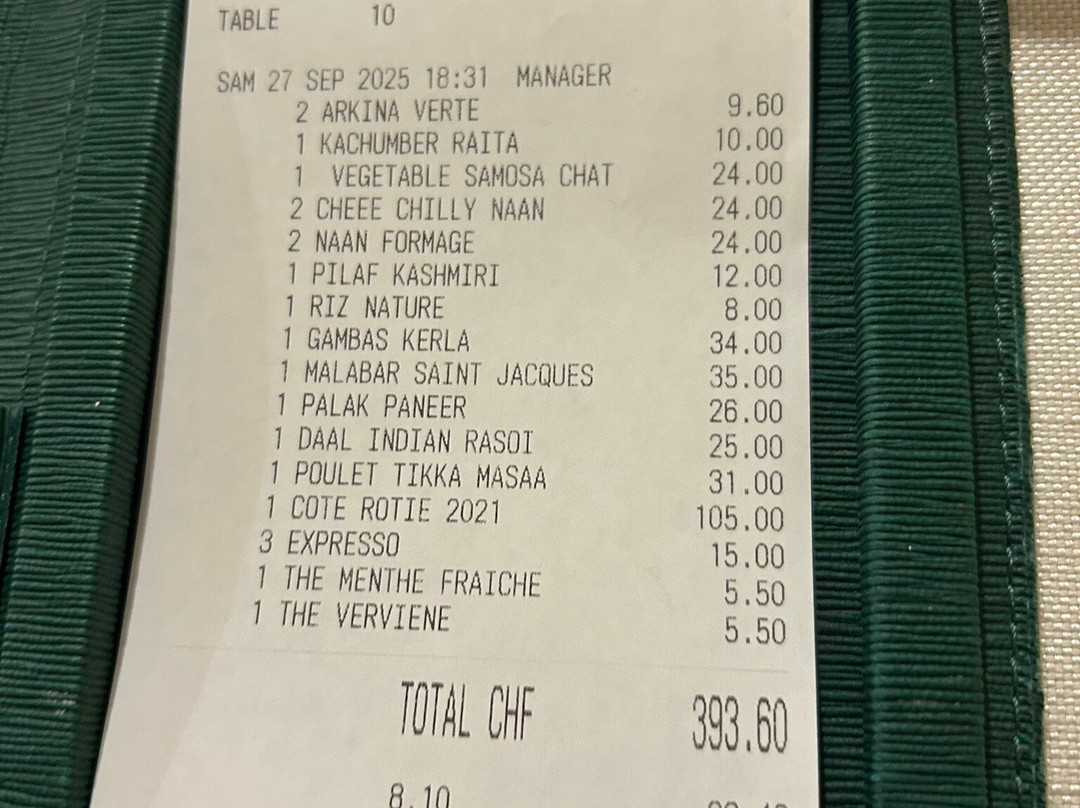 TABLE 10
SAM 27 SEP 2025 18:31 MANAGER
2 ARKINA VERTE 9.60
1 KACHUMBER RAITA 10.00
1 VEGETABLE SAMOSA CHAT 24.00
2 CHEEE CHILLY NAAN 24.00
2 NAAN FORMAGE 24.00
1 PILAF KASHMIRI 12.00
1 RIZ NATURE 8.00
1 GAMBAS KERLA 34.00
1 MALABAR SAINT JACQUES 35.00
1 PALAK PANEER 26.00
1 DAAL INDIAN RASOI 25.00
1 POULET TIKKA MASAA 31.00
1 COTE ROTIE 2021 105.00
3 EXPRESSO 15.00
1 THE MENTHE FRAICHE 5.50
1 THE VERVIENE 5.50
TOTAL CHF 393.60
8.10